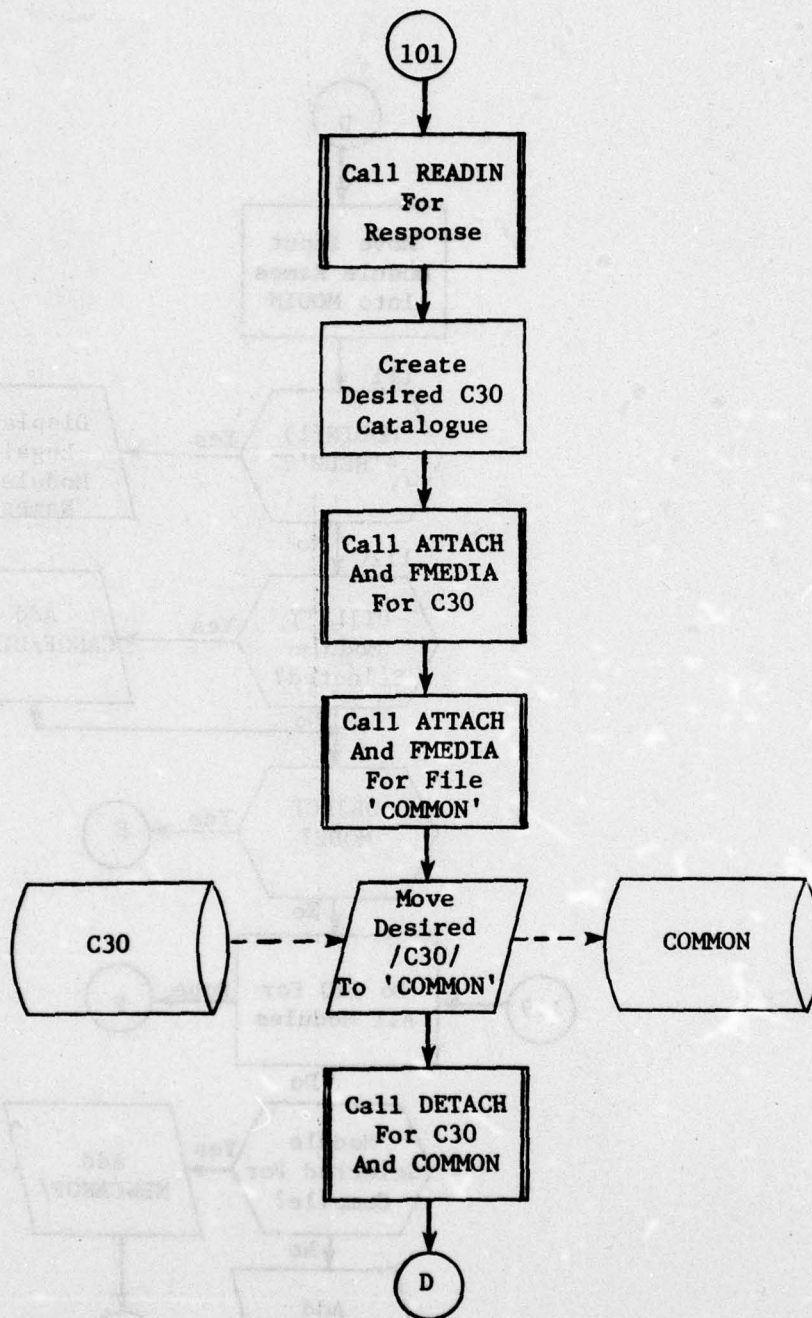 101
Call READIN
For
Response
Create
Desired C30
Catalogue
Call ATTACH
And FMEDIA
For C30
Call ATTACH
And FMEDIA
For File
'COMMON'
C30
Move
Desired
/C30/
To 'COMMON'
COMMON
Call DETACH
For C30
And COMMON
D